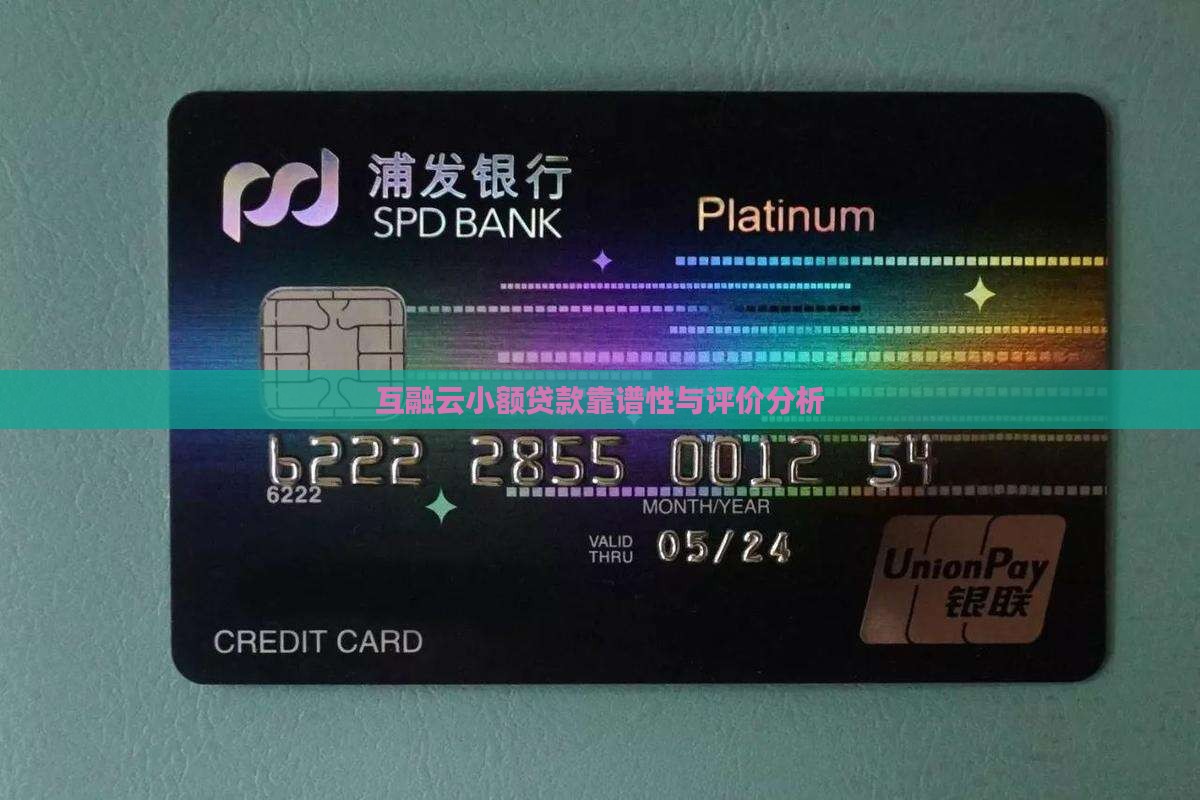 浦发银行
SPD BANK
Platinum
互融云小额贷款靠谱性与评价分析
6222 2855 0012 54
6222
MONTH/YEAR
VALID
THRU
05/24
UnionPay
银联
CREDIT CARD